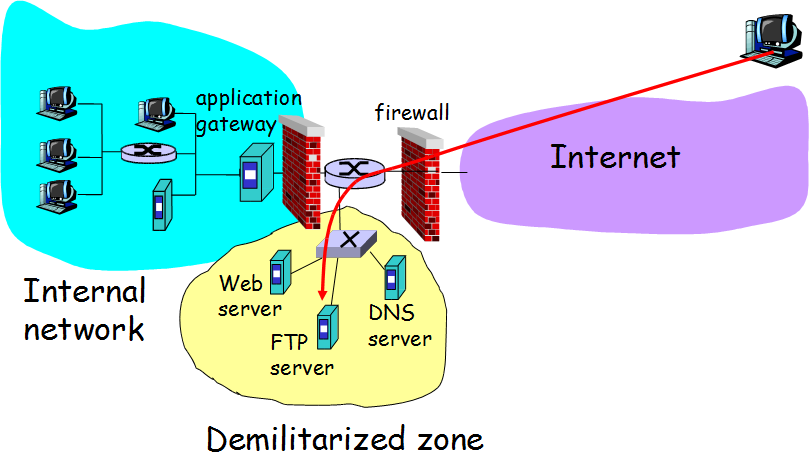 application
gateway
firewall
Internet
Internal
network
Web
server
FTP
server
DNS
server
Demilitarized zone